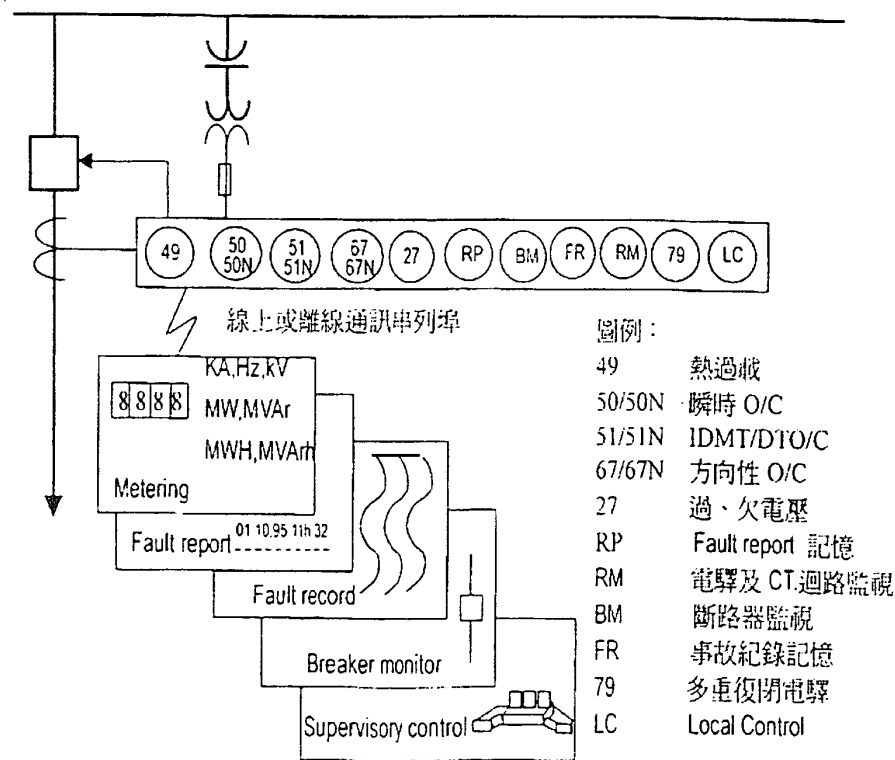 49
50
50N
51
51N
67
67N
27
RP
BM
FR
RM
79
LC
線上或離線通訊串列埠
8888
KA,Hz,kV
MW,MVAr
MWH,MVArh
Metering
Fault report 01 10.95 11h 32
Fault record
Breaker monitor
Supervisory control
圖例：
49 熱過載
50/50N 瞬時 O/C
51/51N IDMT/DTO/C
67/67N 方向性 O/C
27 過、欠電壓
RP Fault report 記憶
RM 電驛及 CT.迴路監視
BM 斷路器監視
FR 事故紀錄記憶
79 多重復閉電驛
LC Local Control